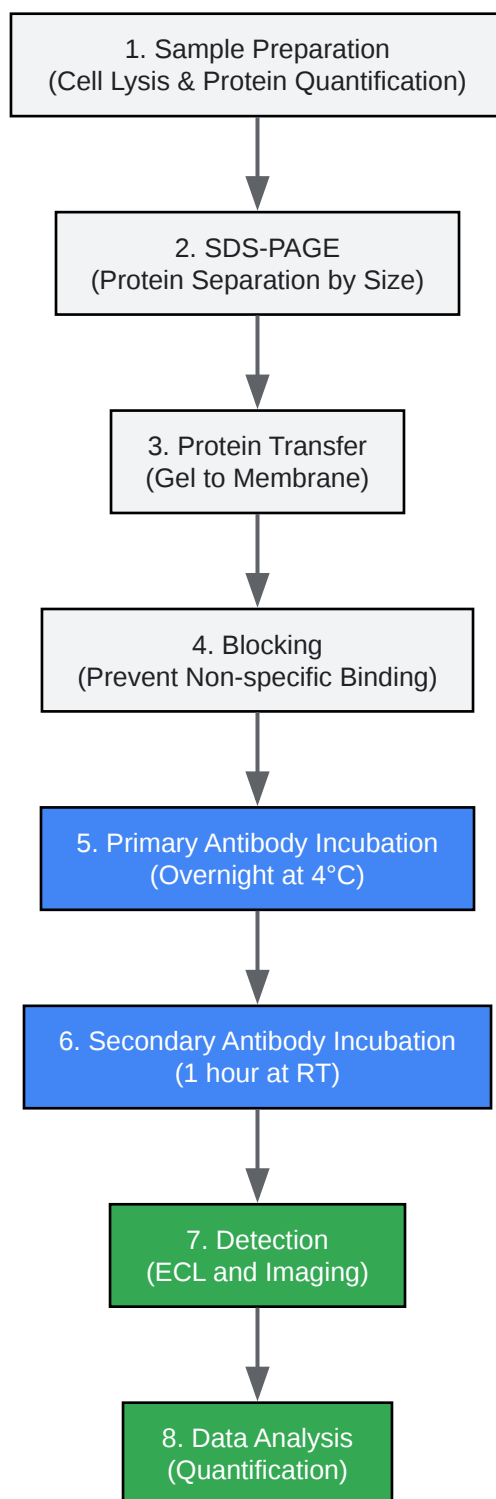 1. Sample Preparation
(Cell Lysis & Protein Quantification)
2. SDS-PAGE
(Protein Separation by Size)
3. Protein Transfer
(Gel to Membrane)
4. Blocking
(Prevent Non-specific Binding)
5. Primary Antibody Incubation
(Overnight at 4°C)
6. Secondary Antibody Incubation
(1 hour at RT)
7. Detection
(ECL and Imaging)
8. Data Analysis
(Quantification)